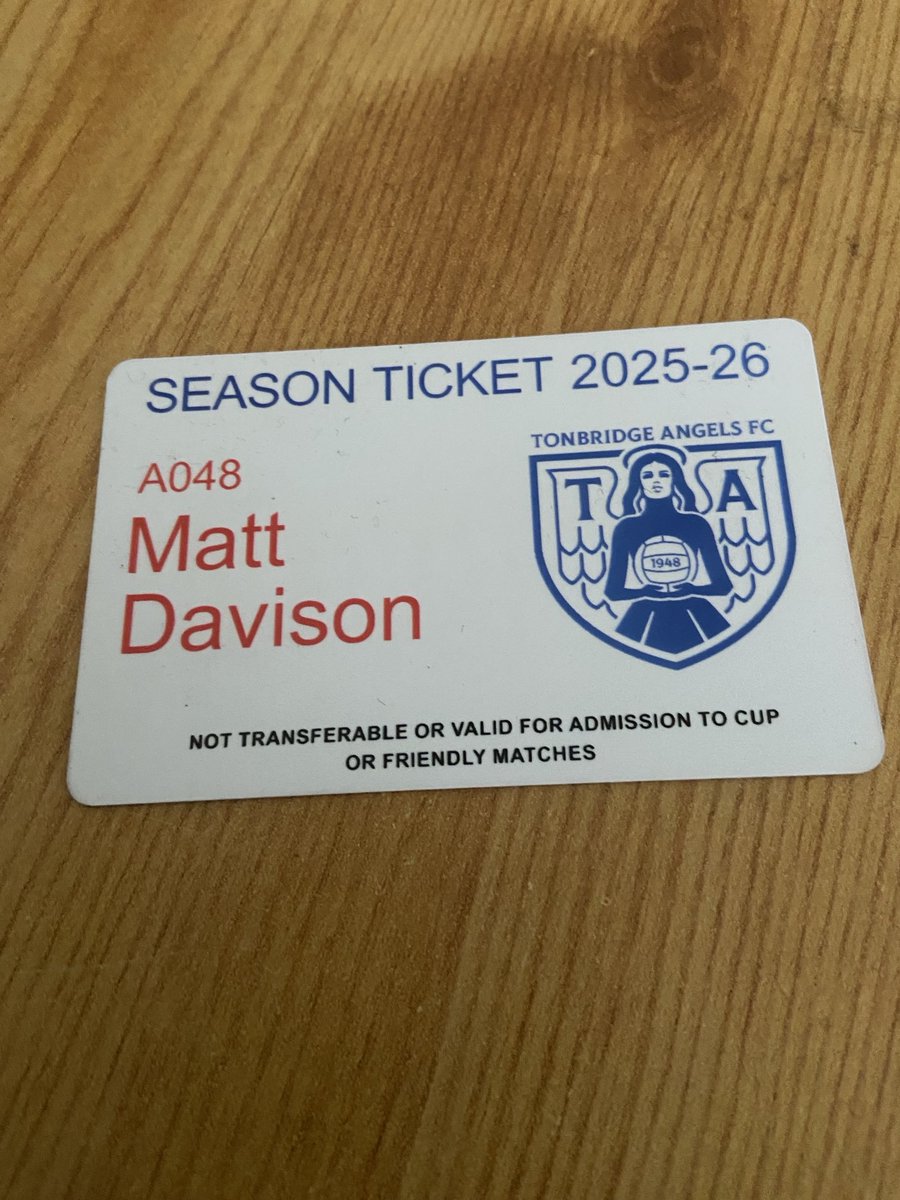 SEASON TICKET 2025-26
A048
Matt
Davison
TONBRIDGE ANGELS FC
T A
1948
NOT TRANSFERABLE OR VALID FOR ADMISSION TO CUP
OR FRIENDLY MATCHES